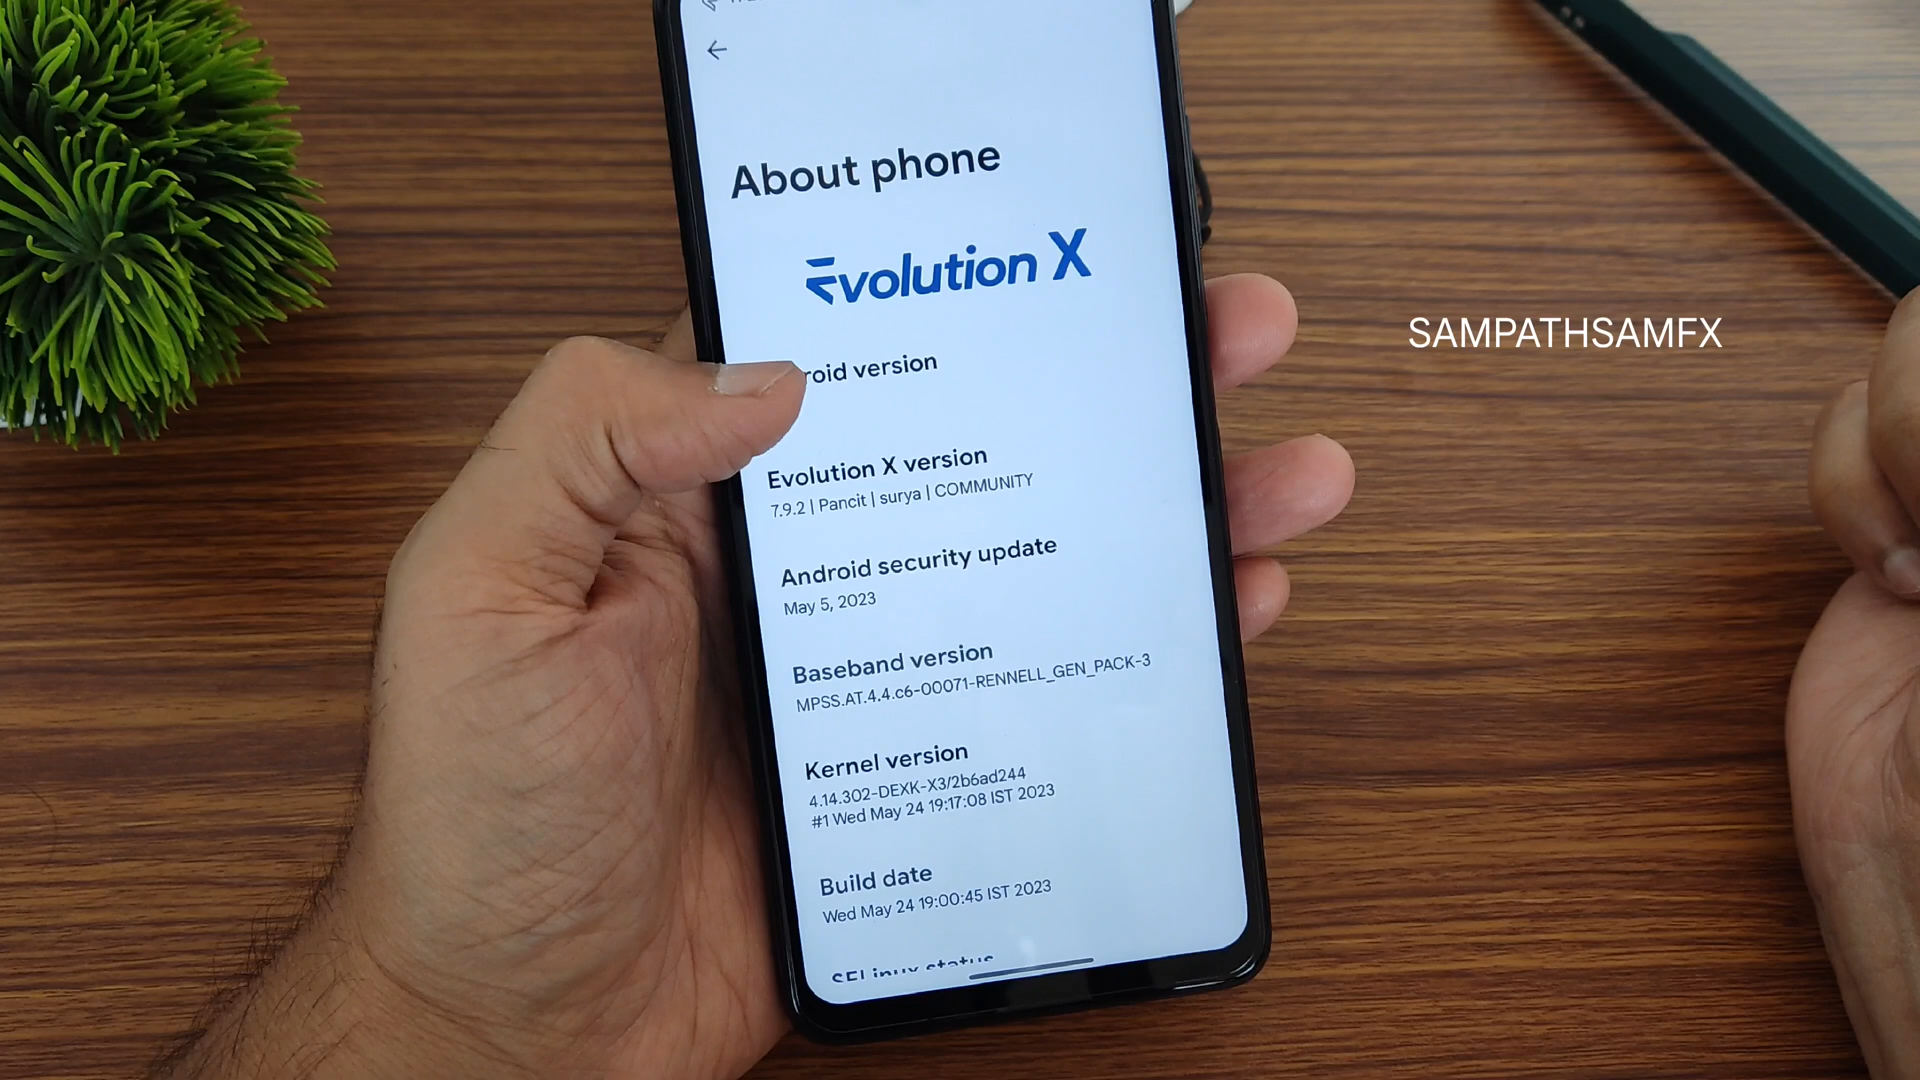 About phone
Evolution X
roid version
SAMPATHSAMFX
Evolution X version
7.9.2 | Pancit | surya | COMMUNITY
Android security update
May 5, 2023
Baseband version
MPSS.AT.4.4.c6-00071-RENNELL_GEN_PACK-3
Kernel version
4.14.302-DEXK-X3/2b6ad244
#1 Wed May 24 19:17:08 IST 2023
Build date
Wed May 24 19:00:45 IST 2023
SELinux status